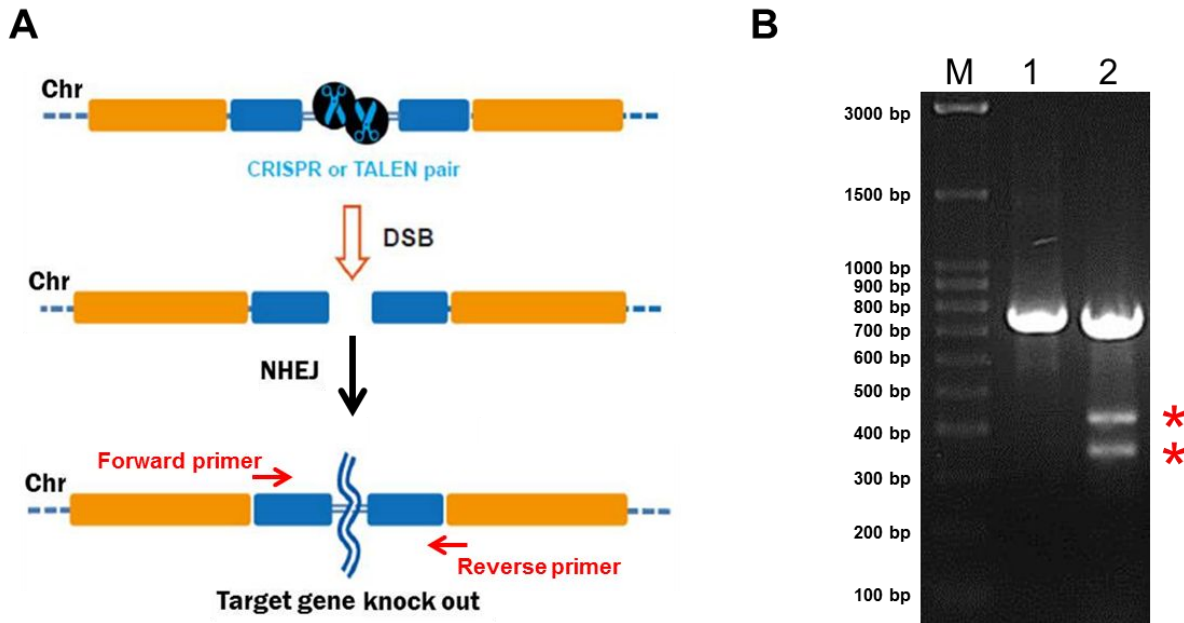 A
Chr
CRISPR or TALEN pair
DSB
Chr
NHEJ
Forward primer
Chr
Reverse primer
Target gene knock out
B
M 1 2
3000 bp
1500 bp
1000 bp
900 bp
800 bp
700 bp
600 bp
500 bp
*
400 bp
*
300 bp
200 bp
100 bp